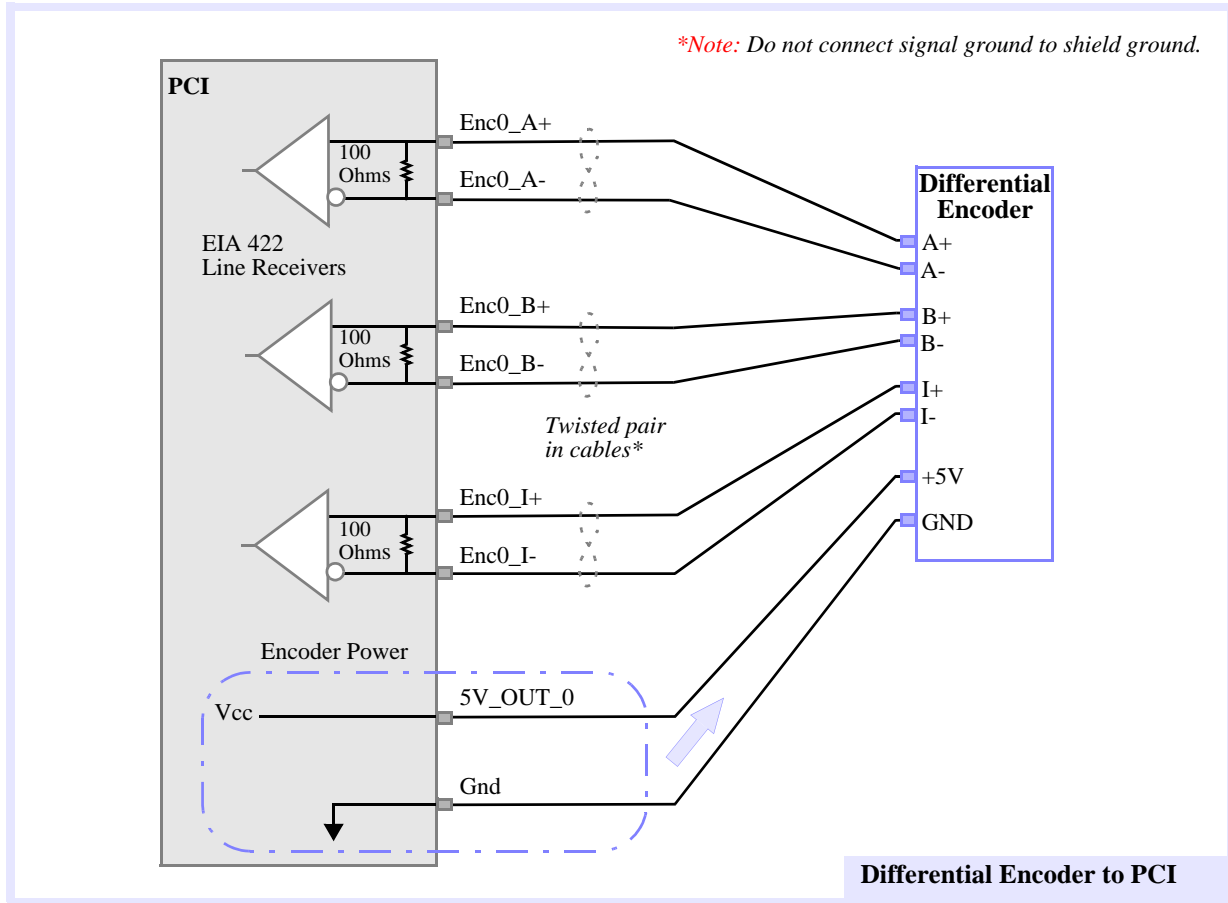 *Note: Do not connect signal ground to shield ground.
PCI
Enc0_A+
100
Ohms
Enc0_A-
EIA 422
Line Receivers
Enc0_B+
100
Ohms
Enc0_B-
Twisted pair
in cables*
Enc0_I+
100
Ohms
Enc0_I-
Encoder Power
Vcc
5V_OUT_0
Gnd
Differential
Encoder
A+
A-
B+
B-
I+
I-
+5V
GND
Differential Encoder to PCI